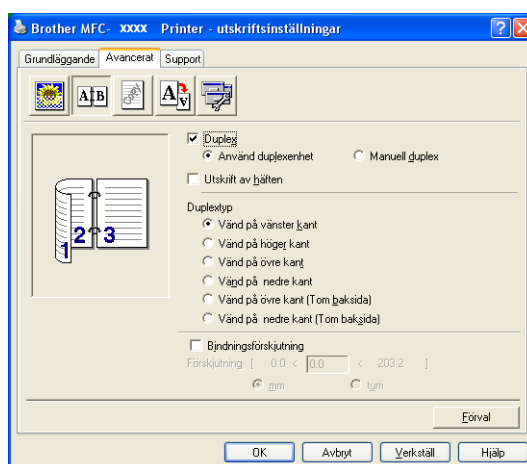 Brother MFC- xxxx Printer - utskriftsinställningar
Grundläggande Avancerat Support
A B
A A
1 2 3
Duplex
Använd duplexenhet Manuell duplex
Utskrift av häften
Duplextyp
Vänd på vänster kant
Vänd på höger kant
Vänd på övre kant
Vänd på nedre kant
Vänd på övre kant (Tom baksida)
Vänd på nedre kant (Tom baksida)
Bindningsförskjutning
Förskjutning [ 0.0 < 0.0 < 203.2 ]
mm tum
Förval
OK Avbryt Verkställ Hjälp